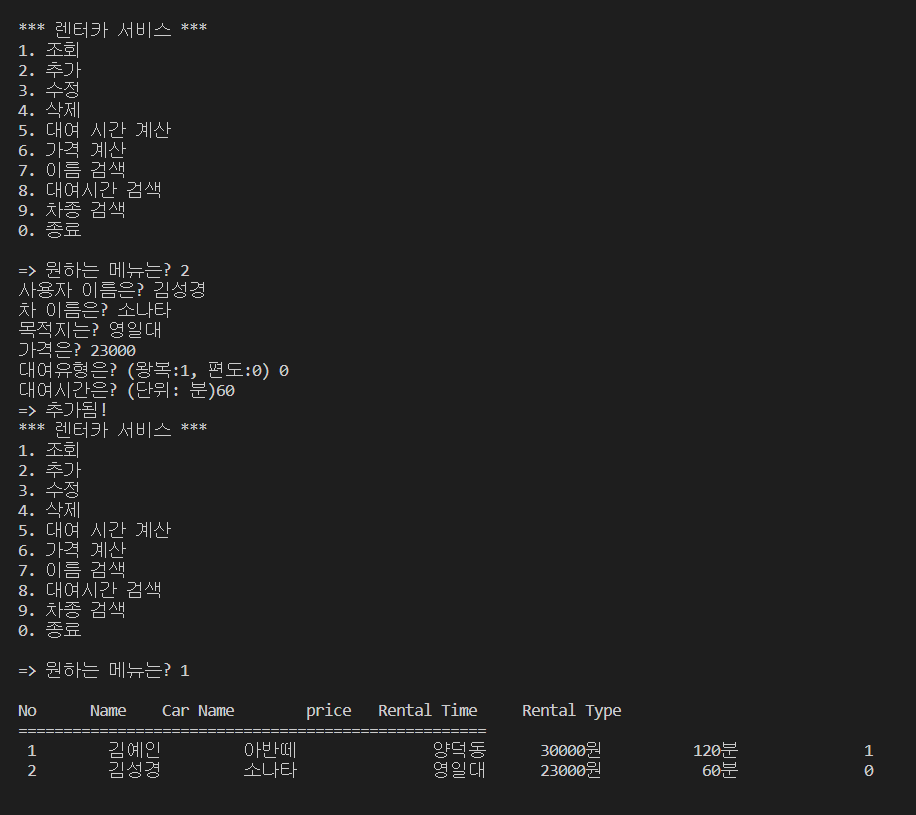 *** 렌터카 서비스 ***
1. 조회
2. 추가
3. 수정
4. 삭제
5. 대여 시간 계산
6. 가격 계산
7. 이름 검색
8. 대여시간 검색
9. 차종 검색
0. 종료
=> 원하는 메뉴는? 2
사용자 이름은? 김성경
차 이름은? 소나타
목적지는? 영일대
가격은? 23000
대여유형은? (왕복:1, 편도:0) 0
대여시간은? (단위: 분)60
=> 추가됨!
*** 렌터카 서비스 ***
1. 조회
2. 추가
3. 수정
4. 삭제
5. 대여 시간 계산
6. 가격 계산
7. 이름 검색
8. 대여시간 검색
9. 차종 검색
0. 종료
=> 원하는 메뉴는? 1
No Name Car Name price Rental Time Rental Type
====================================================
1 김예인 아반떼 양덕동 30000원 120분 1
2 김성경 소나타 영일대 23000원 60분 0